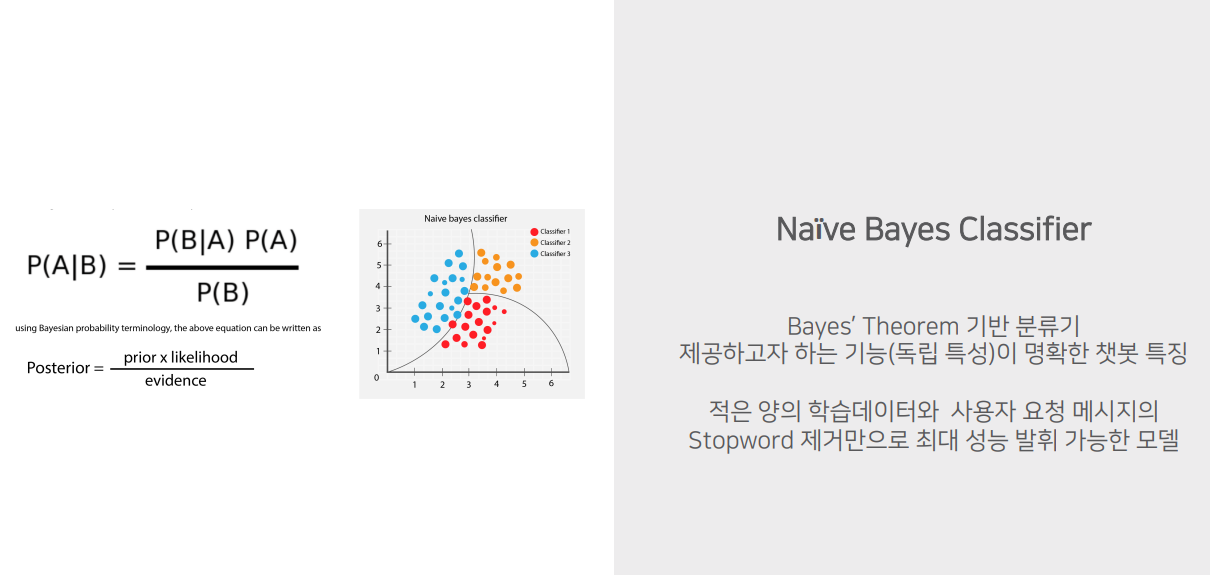 P(A|B) = P(B|A) P(A)
P(B)
using Bayesian probability terminology, the above equation can be written as
Posterior = prior x likelihood
evidence
Naive bayes classifier
Classifier 1
Classifier 2
Classifier 3
6
5
4
3
2
1
0
1 2 3 4 5 6
Naïve Bayes Classifier
Bayes’ Theorem 기반 분류기
제공하고자 하는 기능(독립 특성)이 명확한 챗봇 특징
적은 양의 학습데이터와 사용자 요청 메시지의
Stopword 제거만으로 최대 성능 발휘 가능한 모델